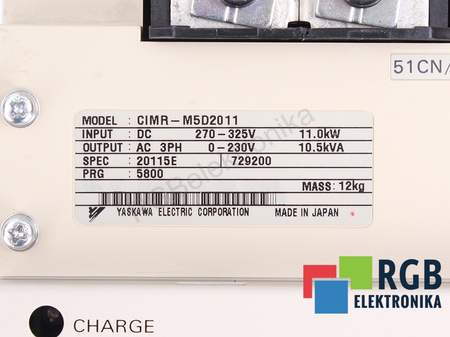 51CN/
MODEL : CIMR-M5D2011
INPUT : DC 270-325V 11.0kW
OUTPUT : AC 3PH 0-230V 10.5kVA
SPEC : 20115E 729200
PRG : 5800
MASS: 12kg
YASKAWA ELECTRIC CORPORATION MADE IN JAPAN
RGBelektronika
RGB
ELEKTRONIKA
CHARGE